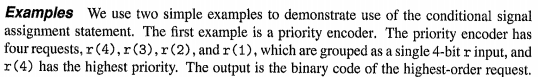 Examples We use two simple examples to demonstrate use of the conditional signal
assignment statement. The first example is a priority encoder. The priority encoder has
four requests, r(4), r(3), r(2), and r(1), which are grouped as a single 4-bit r input, and
r(4) has the highest priority. The output is the binary code of the highest-order request.